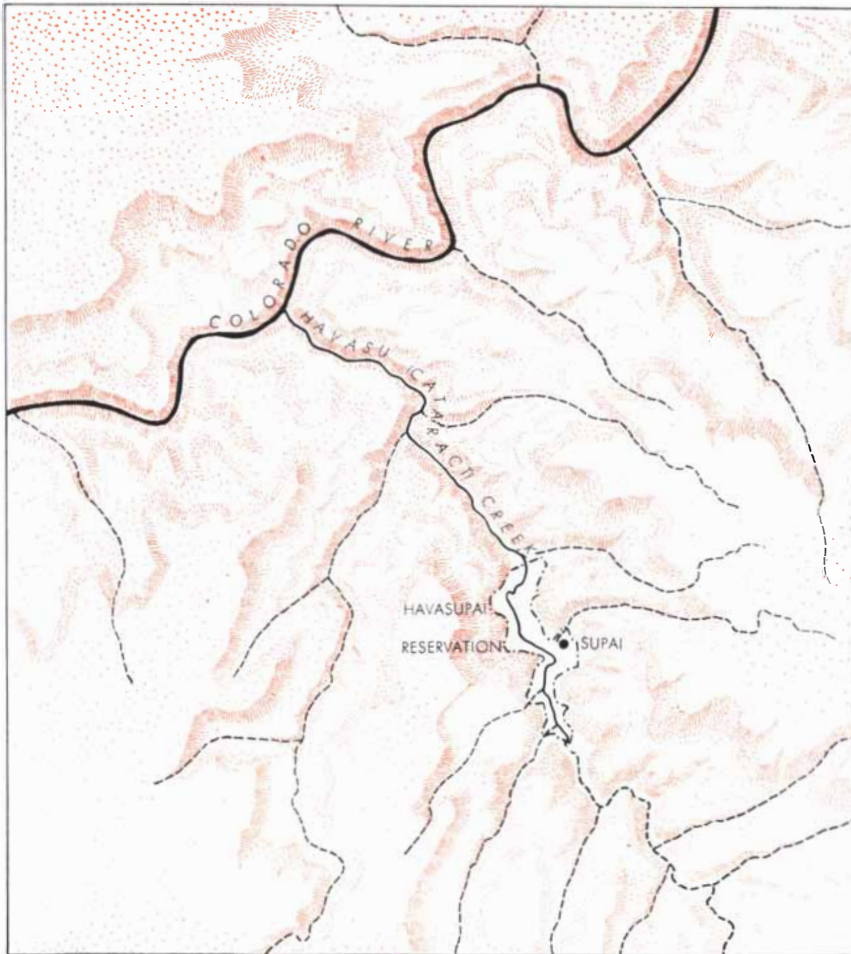 COLORADO RIVER
HAVASU (CATARACT) CREEK
HAVASUPAI
RESERVATION
SUPAI